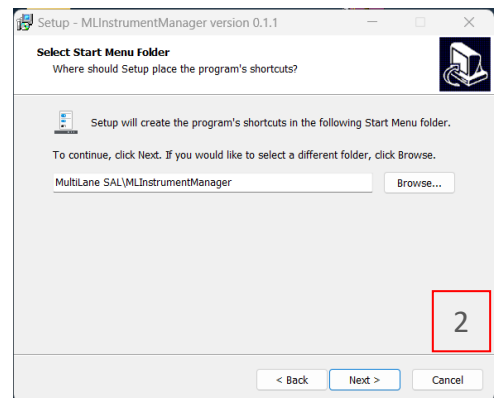 Setup - MLInstrumentManager version 0.1.1
Select Start Menu Folder
Where should Setup place the program's shortcuts?
Setup will create the program's shortcuts in the following Start Menu folder.
To continue, click Next. If you would like to select a different folder, click Browse.
MultiLane SAL\MLInstrumentManager
Browse...
2
< Back
Next >
Cancel